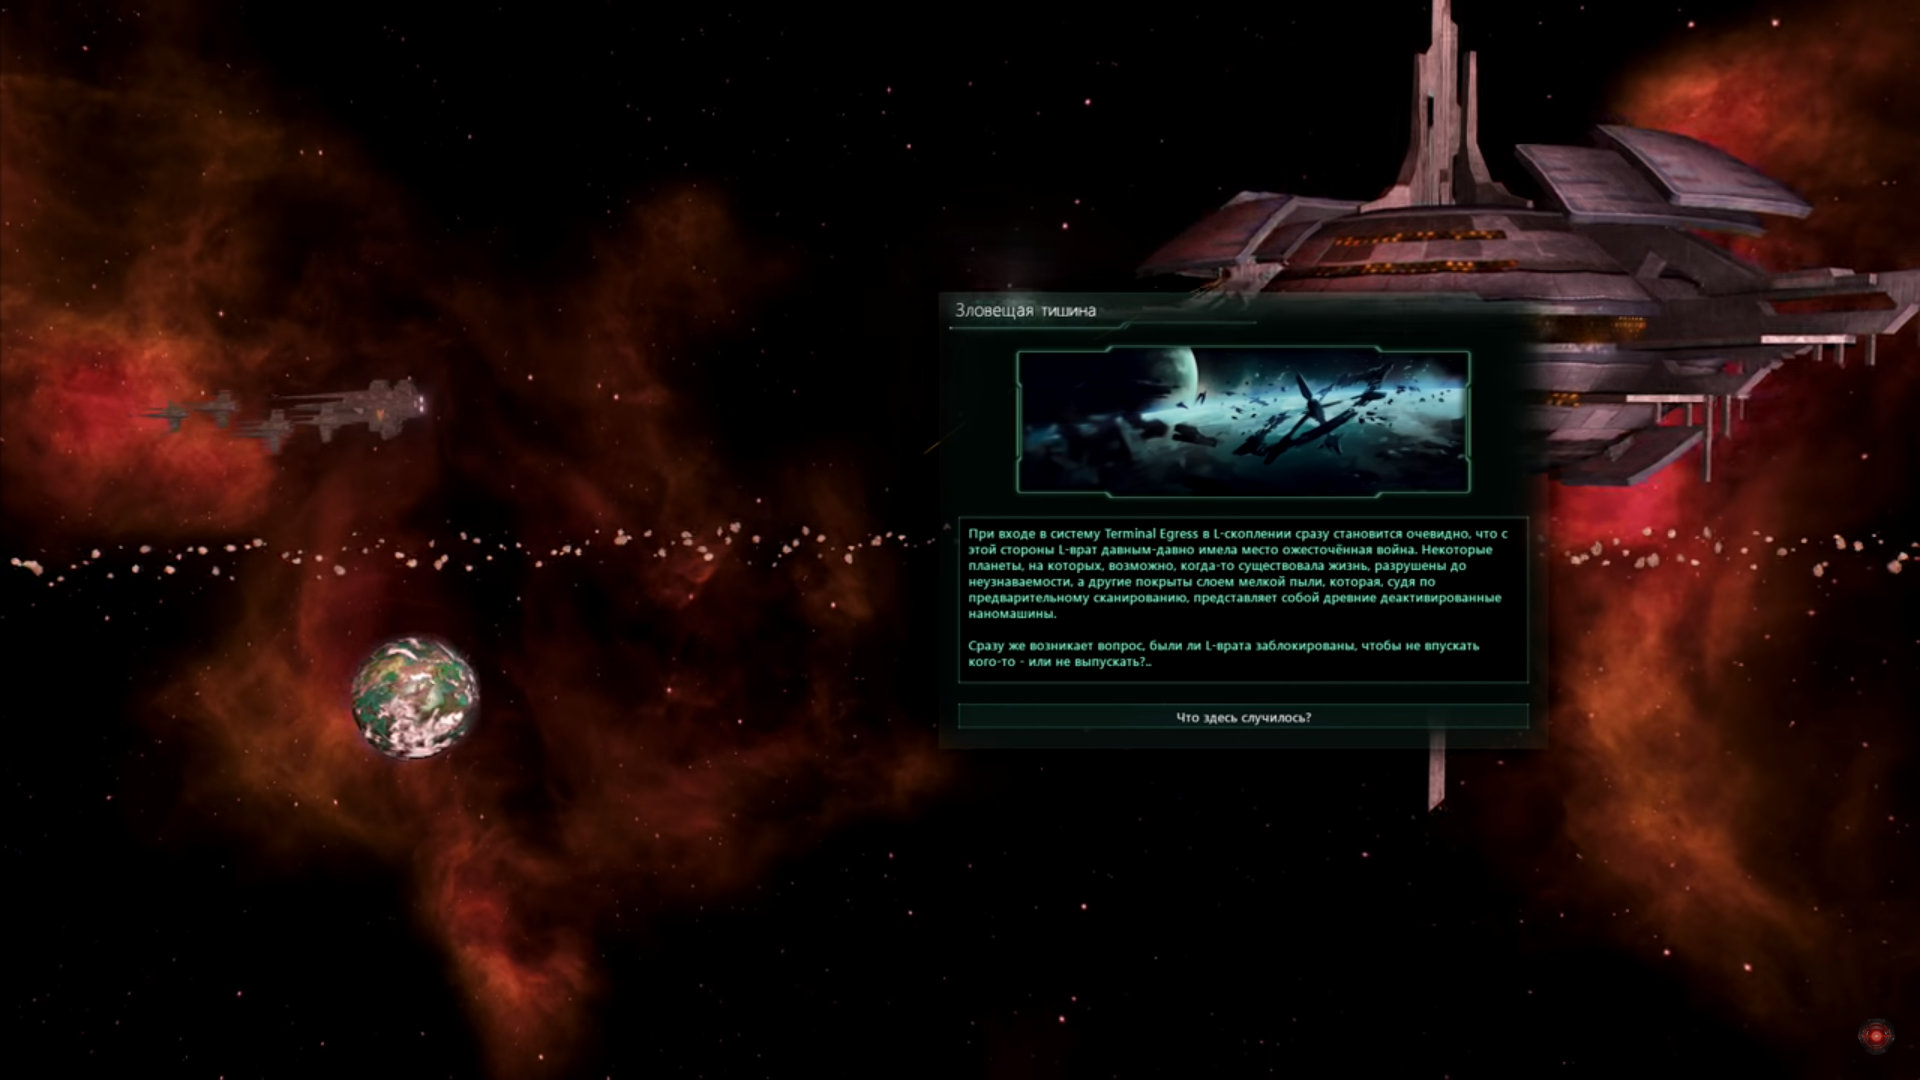 Зловещая тишина
При входе в систему Terminal Egress в L-скоплении сразу становится очевидно, что с
этой стороны L-врат давным-давно имела место ожесточённая война. Некоторые
планеты, на которых, возможно, когда-то существовала жизнь, разрушены до
неузнаваемости, а другие покрыты слоем мелкой пыли, которая, судя по
предварительному сканированию, представляет собой древние деактивированные
наномашины.
Сразу же возникает вопрос, были ли L-врата заблокированы, чтобы не впускать
кого-то - или не выпускать?..
Что здесь случилось?